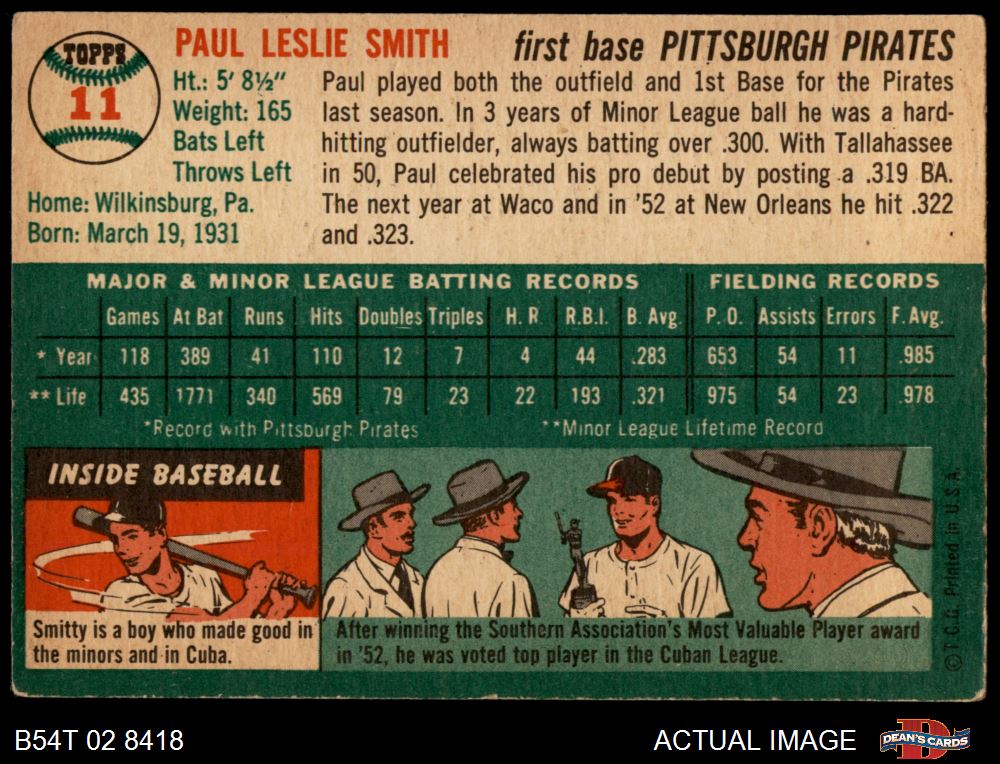 TOPPS
11
PAUL LESLIE SMITH
first base PITTSBURGH PIRATES
Ht.: 5' 8½"
Weight: 165
Bats Left
Throws Left
Home: Wilkinsburg, Pa.
Born: March 19, 1931
Paul played both the outfield and 1st Base for the Pirates
last season. In 3 years of Minor League ball he was a hard-
hitting outfielder, always batting over .300. With Tallahassee
in 50, Paul celebrated his pro debut by posting a .319 BA.
The next year at Waco and in '52 at New Orleans he hit .322
and .323.
MAJOR & MINOR LEAGUE BATTING RECORDS FIELDING RECORDS
Games At Bat Runs Hits Doubles Triples H. R R.B.I. B. Avg. P. O. Assists Errors F. Avg.
* Year 118 389 41 110 12 7 4 44 .283 653 54 11 .985
** Life 435 1771 340 569 79 23 22 193 .321 975 54 23 .978
*Record with Pittsburgh Pirates **Minor League Lifetime Record
INSIDE BASEBALL
Smitty is a boy who made good in
the minors and in Cuba.
After winning the Southern Association's Most Valuable Player award
in '52, he was voted top player in the Cuban League.
© T.C.G. Printed in U.S.A.
B54T 02 8418
ACTUAL IMAGE
DEAN'S CARDS